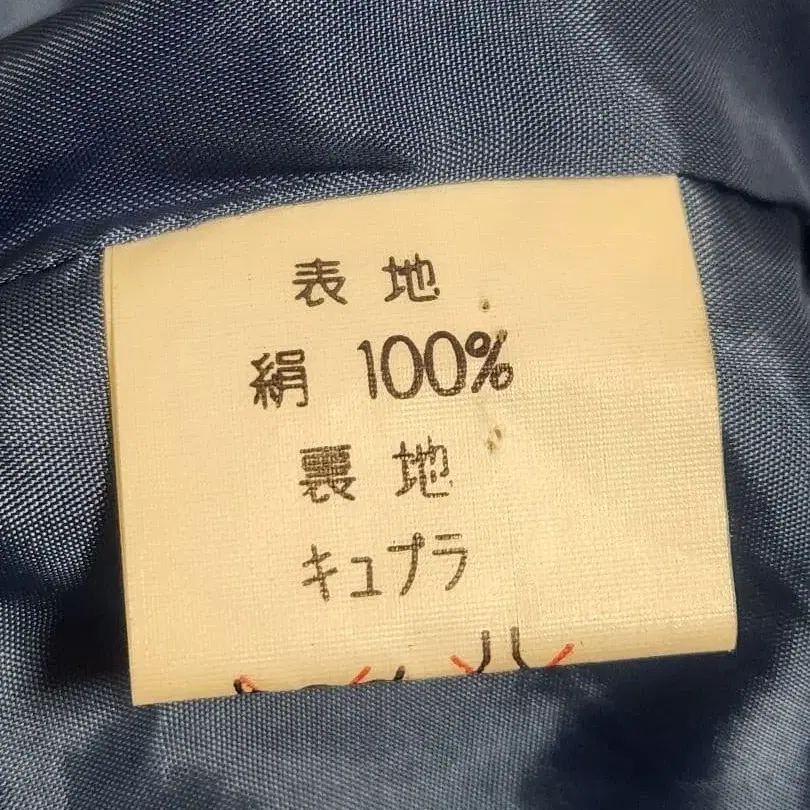 表地
絹 100%
裏地
キュプラ